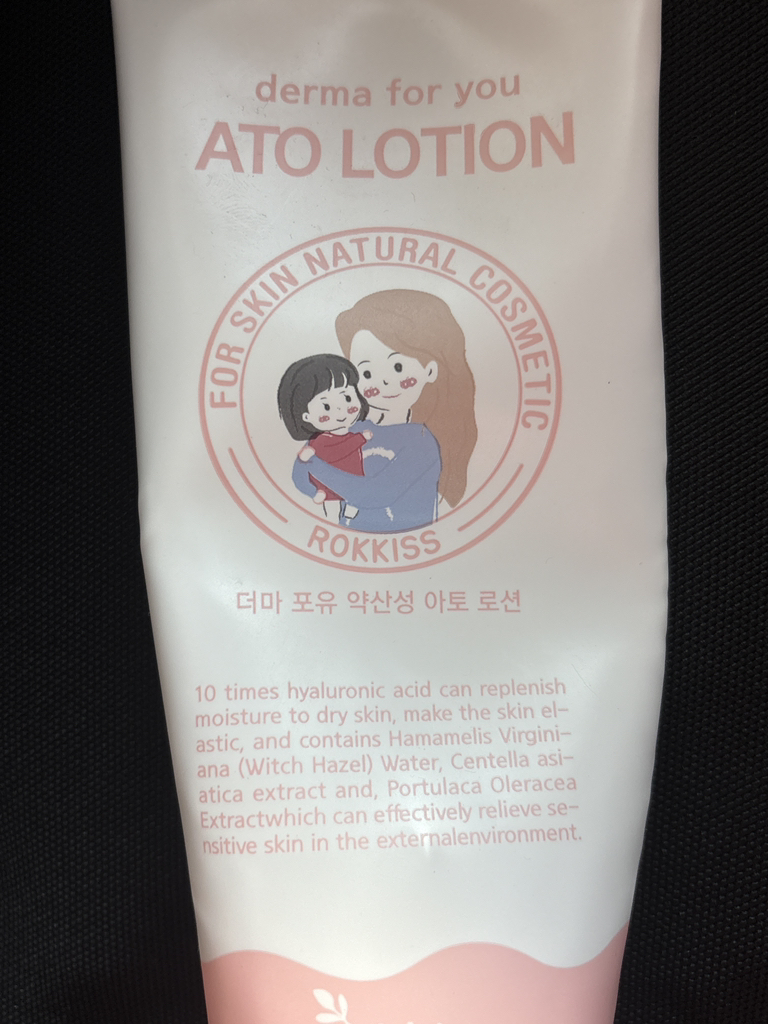 derma for you
ATO LOTION
FOR SKIN NATURAL COSMETIC
ROKKISS
더마 포유 약산성 아토 로션
10 times hyaluronic acid can replenish
moisture to dry skin, make the skin el-
astic, and contains Hamamelis Virgini-
ana (Witch Hazel) Water, Centella asi-
atica extract and, Portulaca Oleracea
Extractwhich can effectively relieve se-
nsitive skin in the externalenvironment.